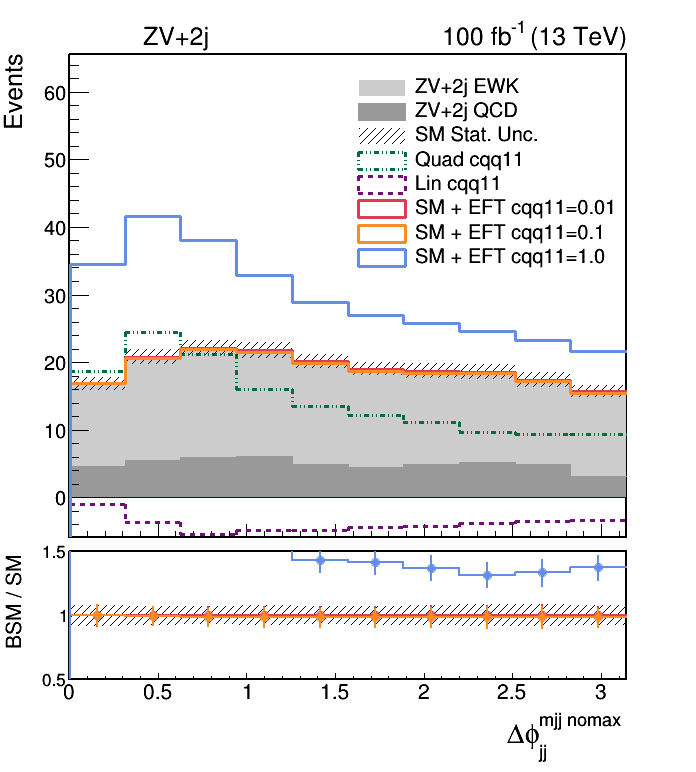 ZV+2j 100 fb-1 (13 TeV)
Events
60
50
40
30
20
10
0
ZV+2j EWK
ZV+2j QCD
SM Stat. Unc.
Quad cqq11
Lin cqq11
SM + EFT cqq11=0.01
SM + EFT cqq11=0.1
SM + EFT cqq11=1.0
BSM / SM
1.5
1
0.5
0 0.5 1 1.5 2 2.5 3
Δϕjj mjj nomax